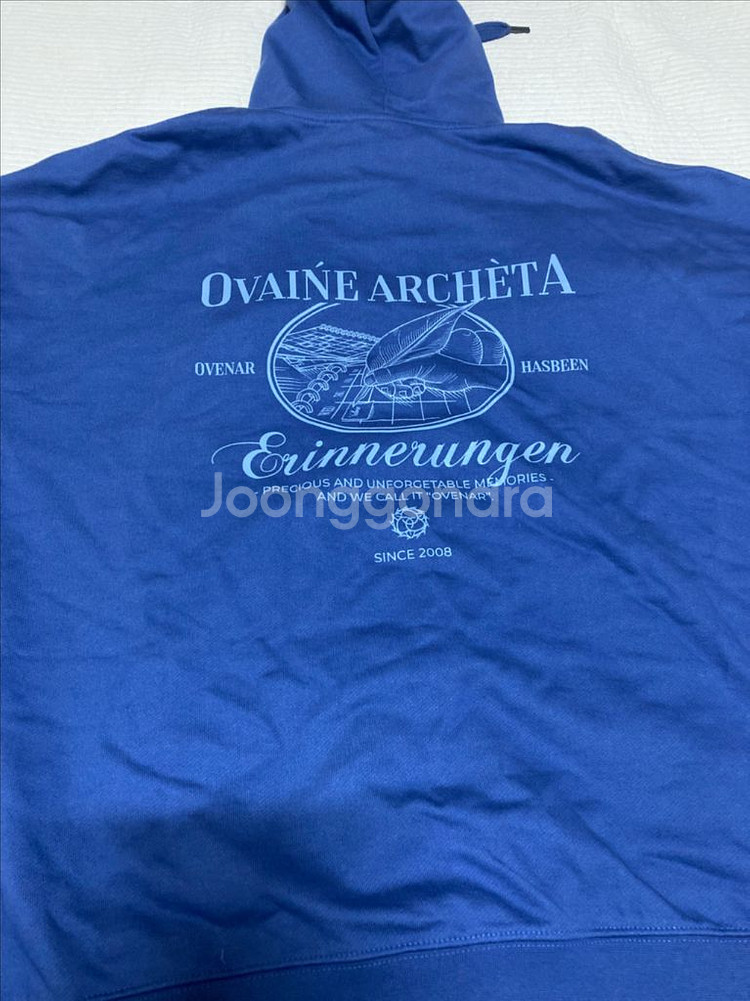 OVAIŃE ARCHÈTA
OVENAR
HASBEEN
Erinnerungen
- PRECIOUS AND UNFORGETABLE MEMORIES -
AND WE CALL IT "OVENAR".
Joonggonara
SINCE 2008